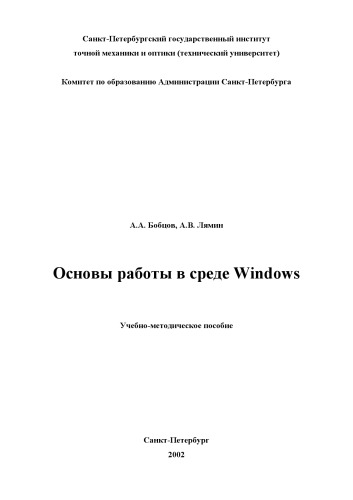 Санкт-Петербургский государственный институт
точной механики и оптики (технический университет)
Комитет по образованию Администрации Санкт-Петербурга
А.А. Бобцов, А.В. Лямин
Основы работы в среде Windows
Учебно-методическое пособие
Санкт-Петербург
2002